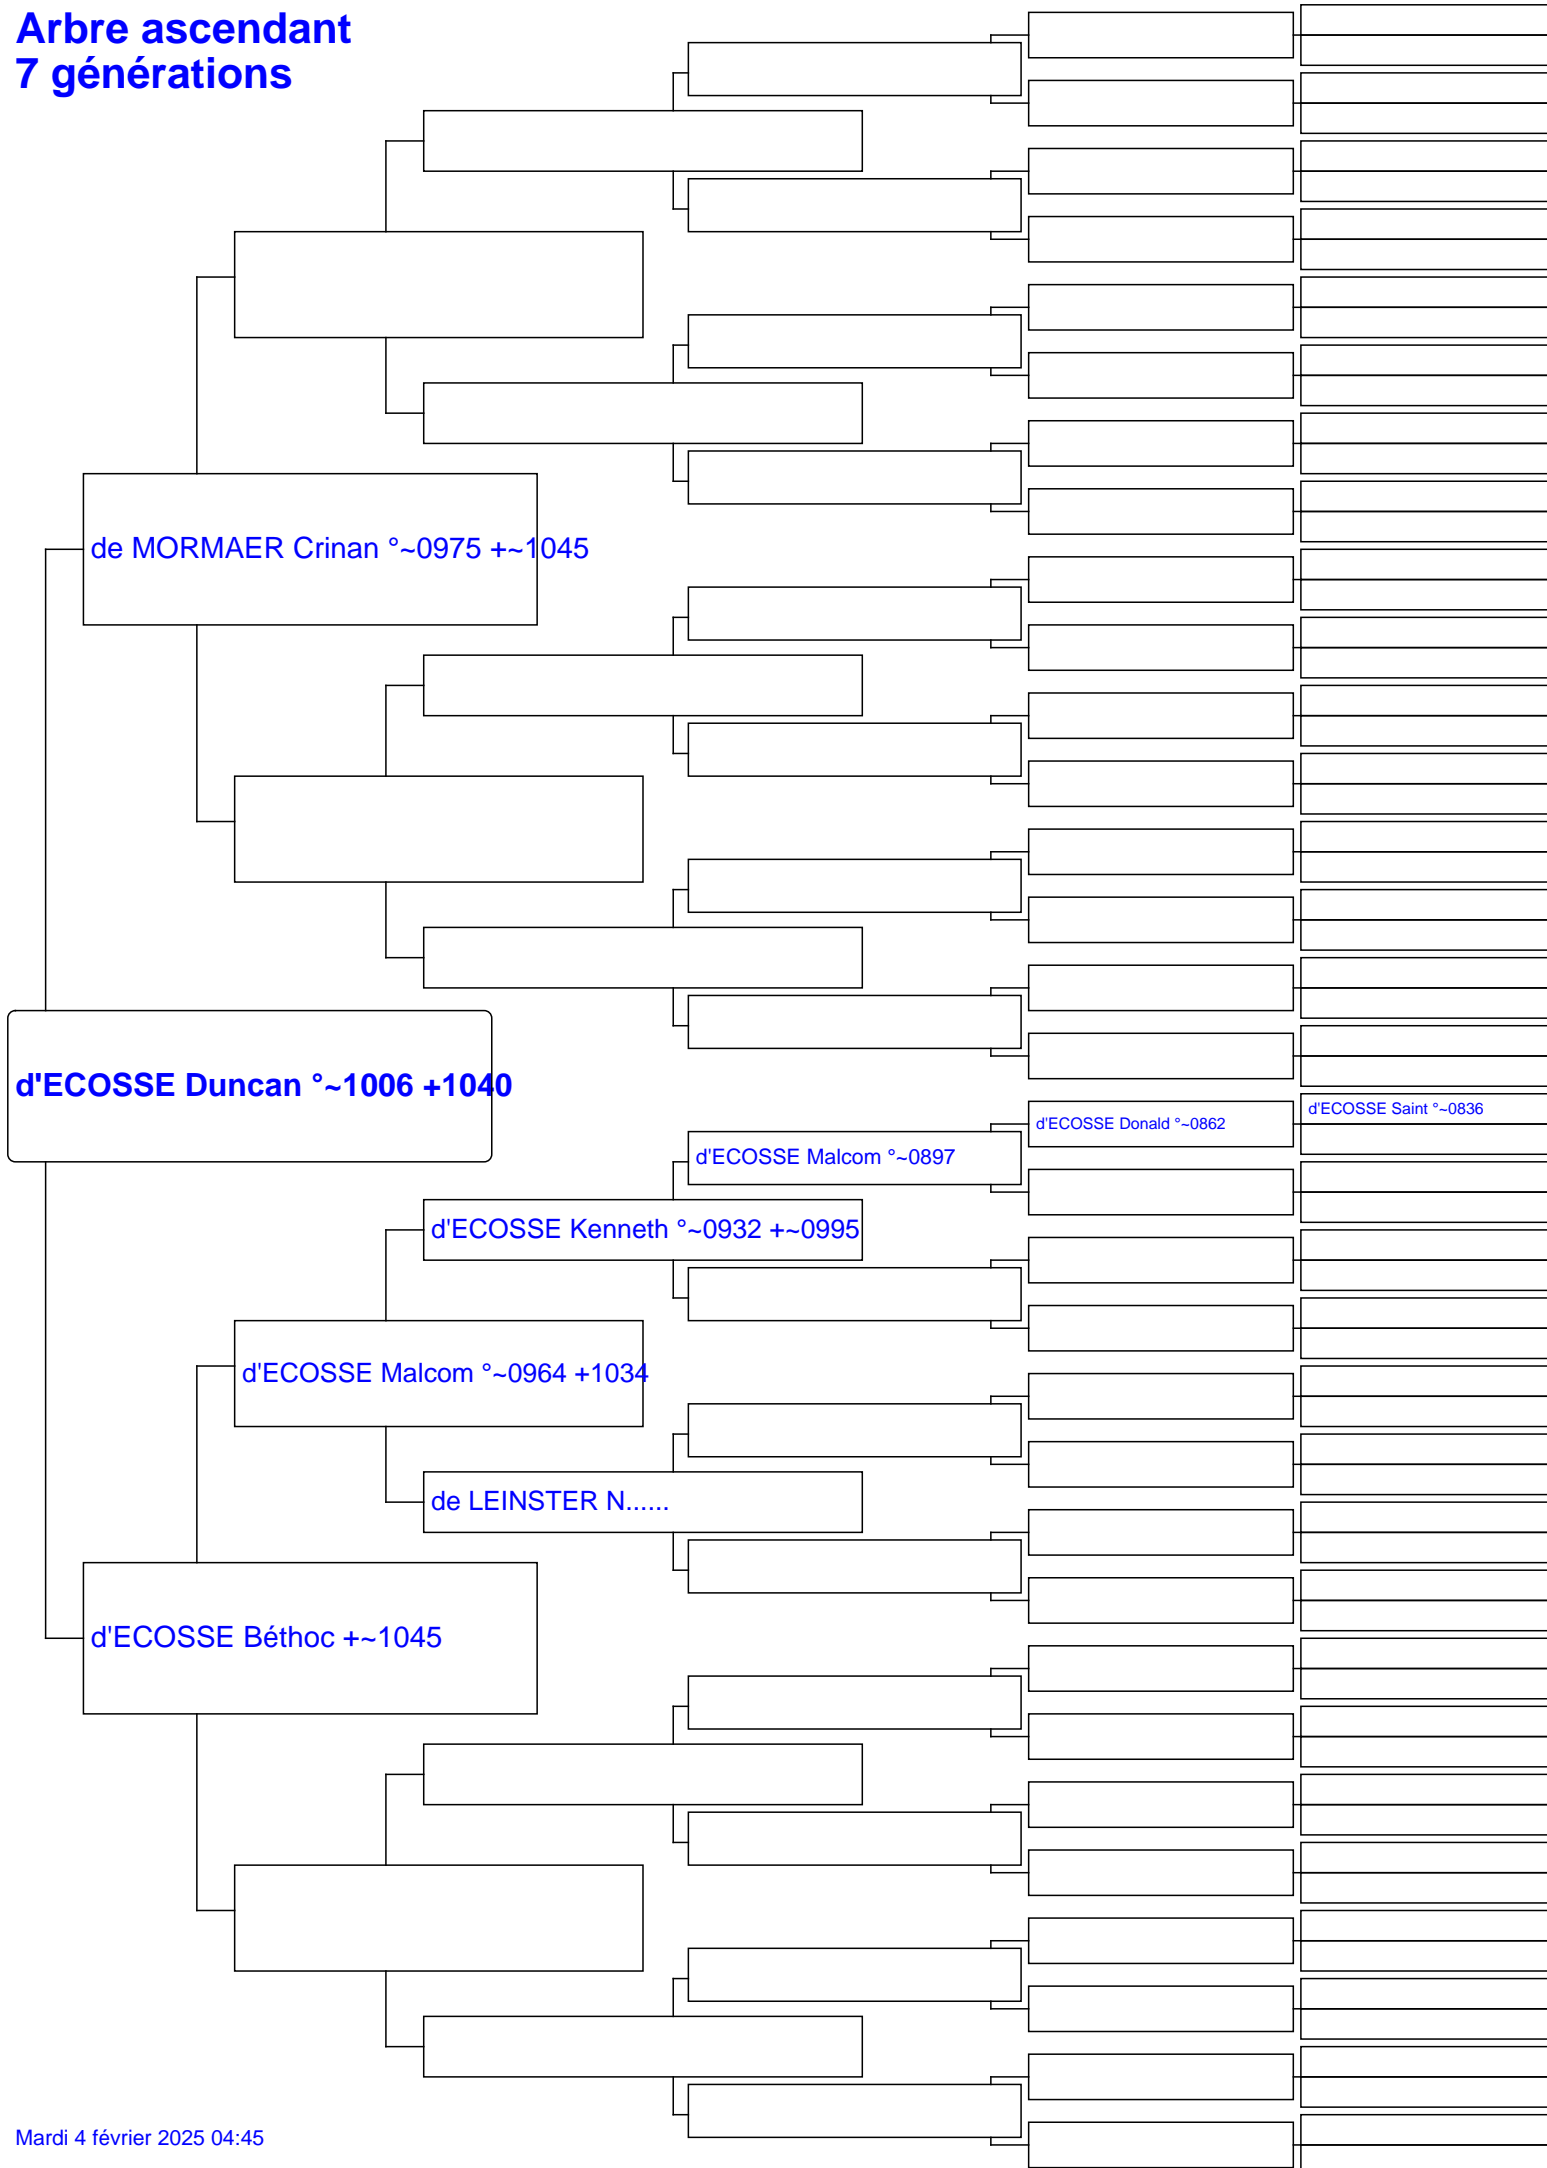 Arbre ascendant
7 générations
de MORMAER Crinan °~0975 +~1045
d'ECOSSE Duncan °~1006 +1040
d'ECOSSE Saint °~0836
d'ECOSSE Donald °~0862
d'ECOSSE Malcom °~0897
d'ECOSSE Kenneth °~0932 +~0995
d'ECOSSE Malcom °~0964 +1034
de LEINSTER N......
d'ECOSSE Béthoc +~1045
Mardi 4 février 2025 04:45